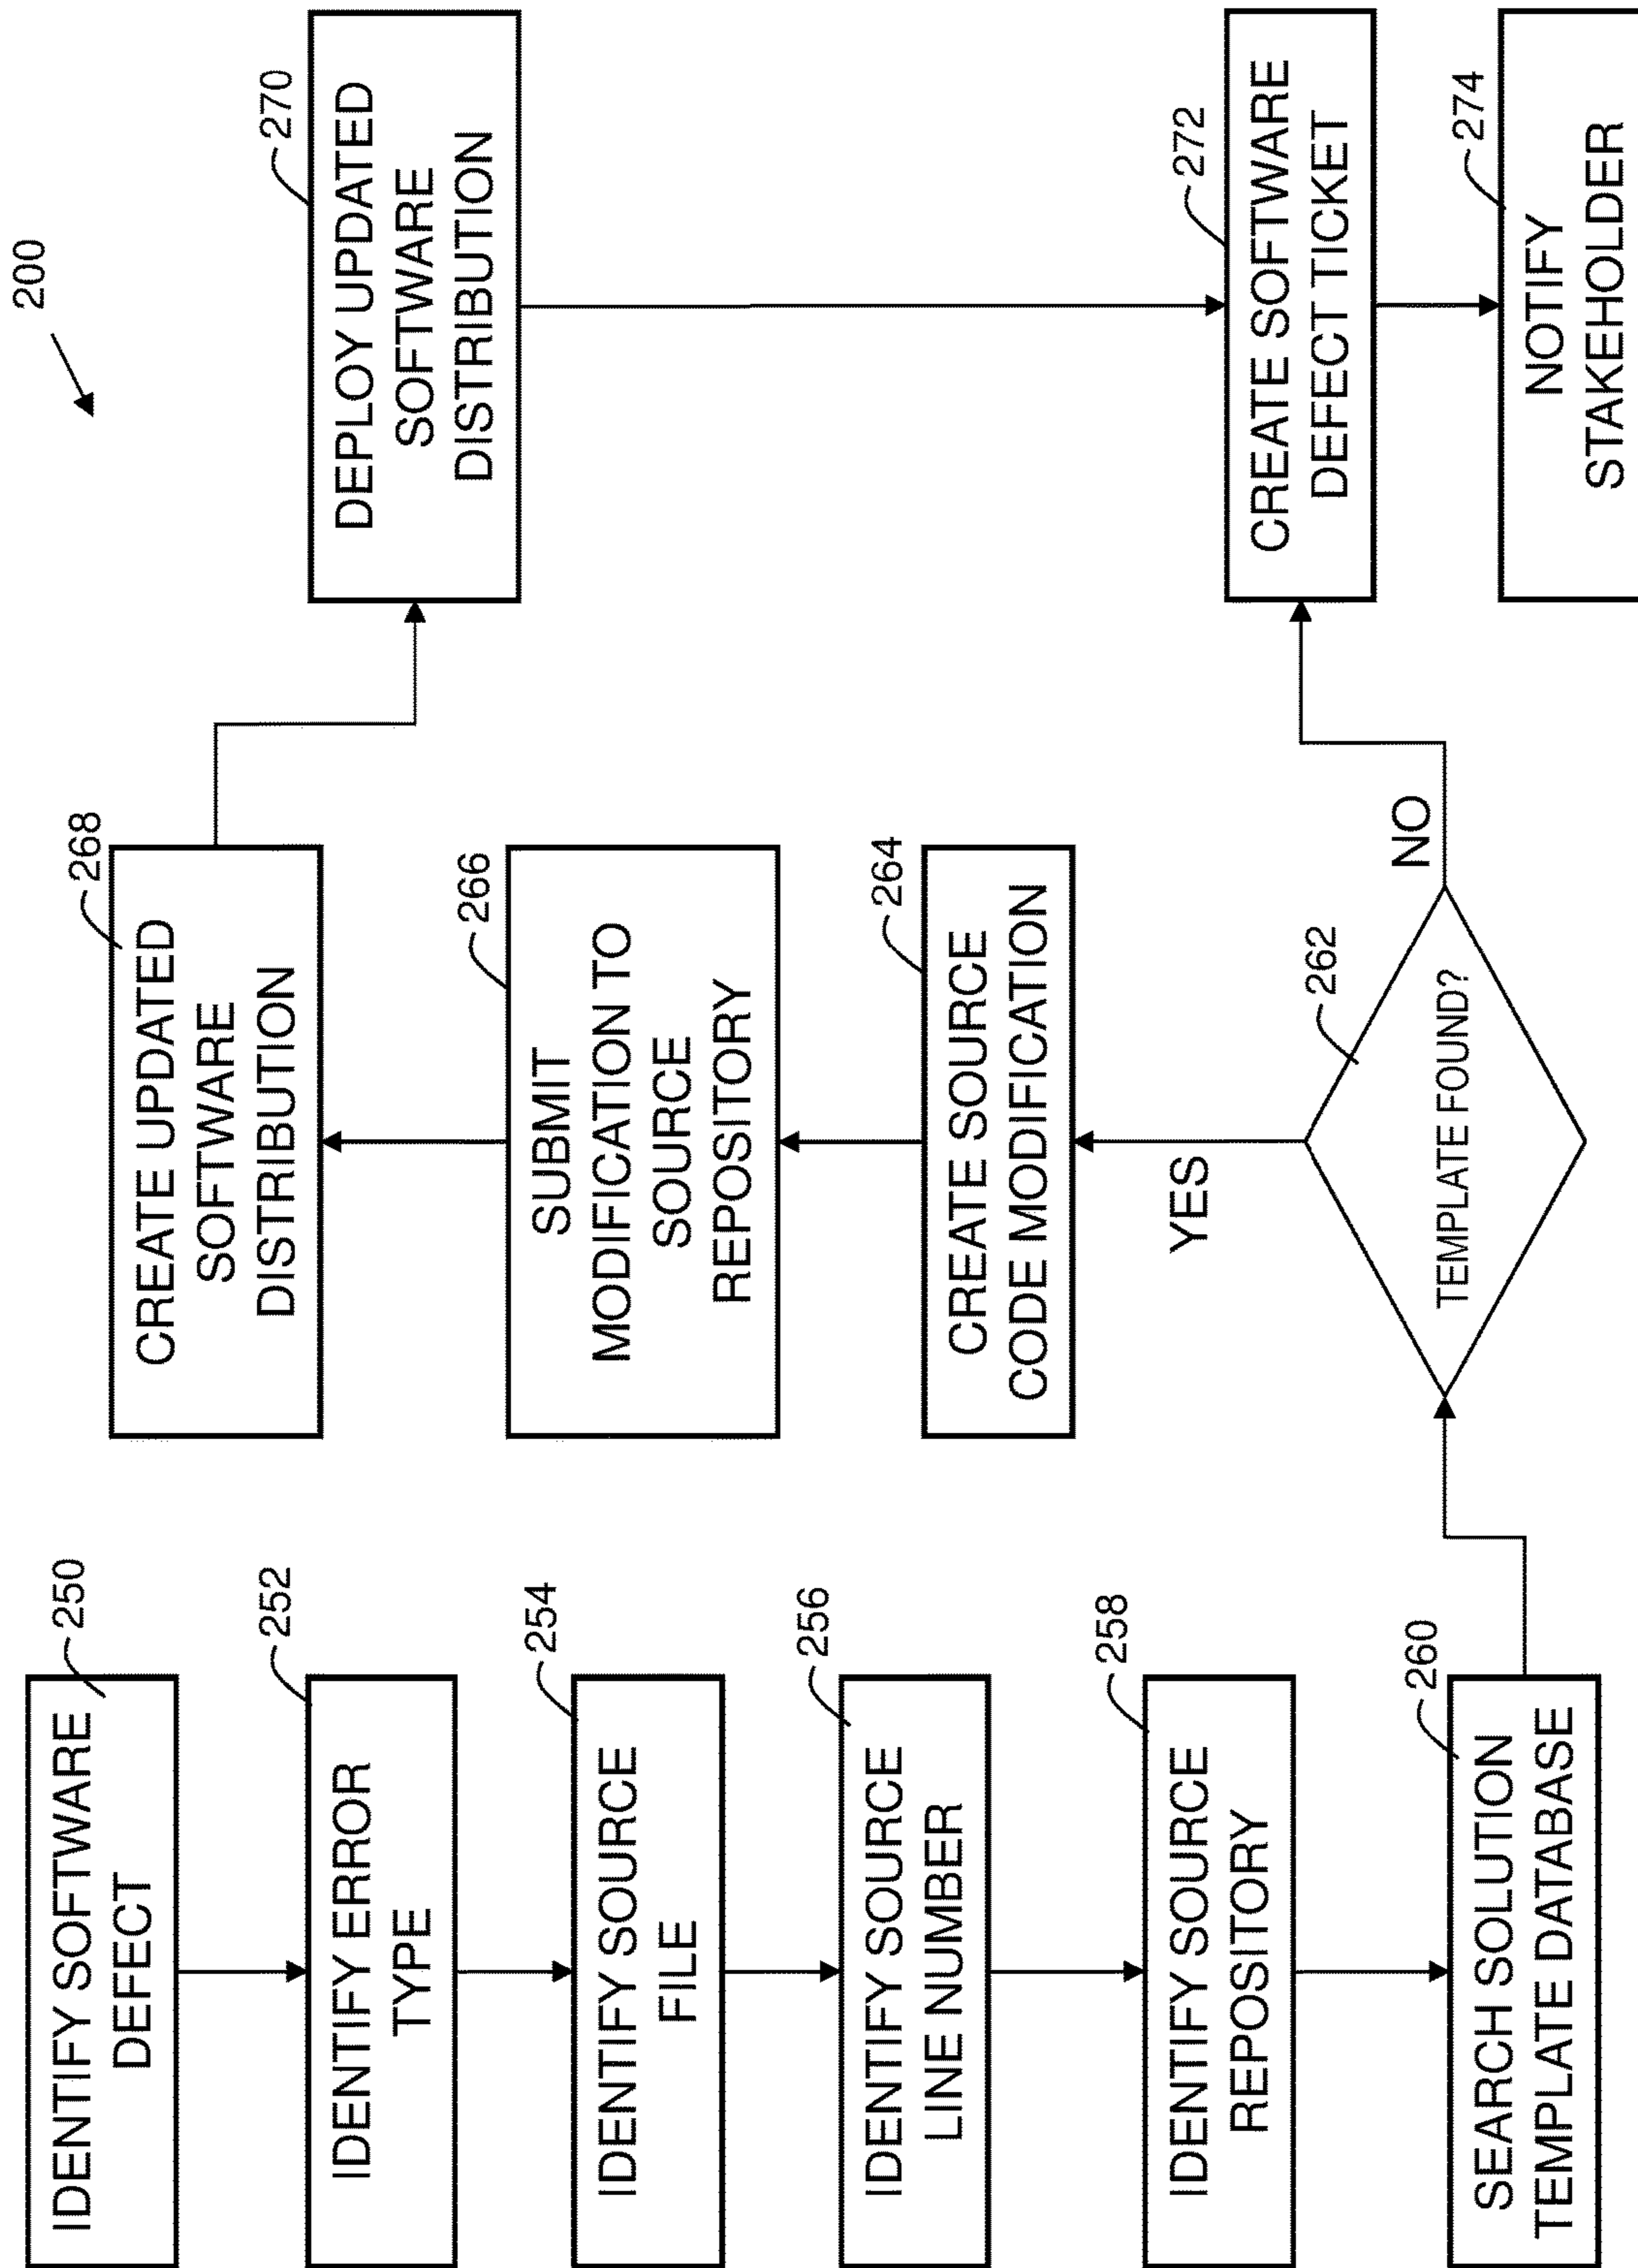 200
IDENTIFY SOFTWARE
DEFECT
250
IDENTIFY ERROR
TYPE
252
IDENTIFY SOURCE
FILE
254
IDENTIFY SOURCE
LINE NUMBER
256
IDENTIFY SOURCE
REPOSITORY
258
SEARCH SOLUTION
TEMPLATE DATABASE
260
TEMPLATE FOUND?
262
YES
NO
CREATE SOURCE
CODE MODIFICATION
264
SUBMIT
MODIFICATION TO
SOURCE
REPOSITORY
266
CREATE UPDATED
SOFTWARE
DISTRIBUTION
268
DEPLOY UPDATED
SOFTWARE
DISTRIBUTION
270
CREATE SOFTWARE
DEFECT TICKET
272
NOTIFY
STAKEHOLDER
274